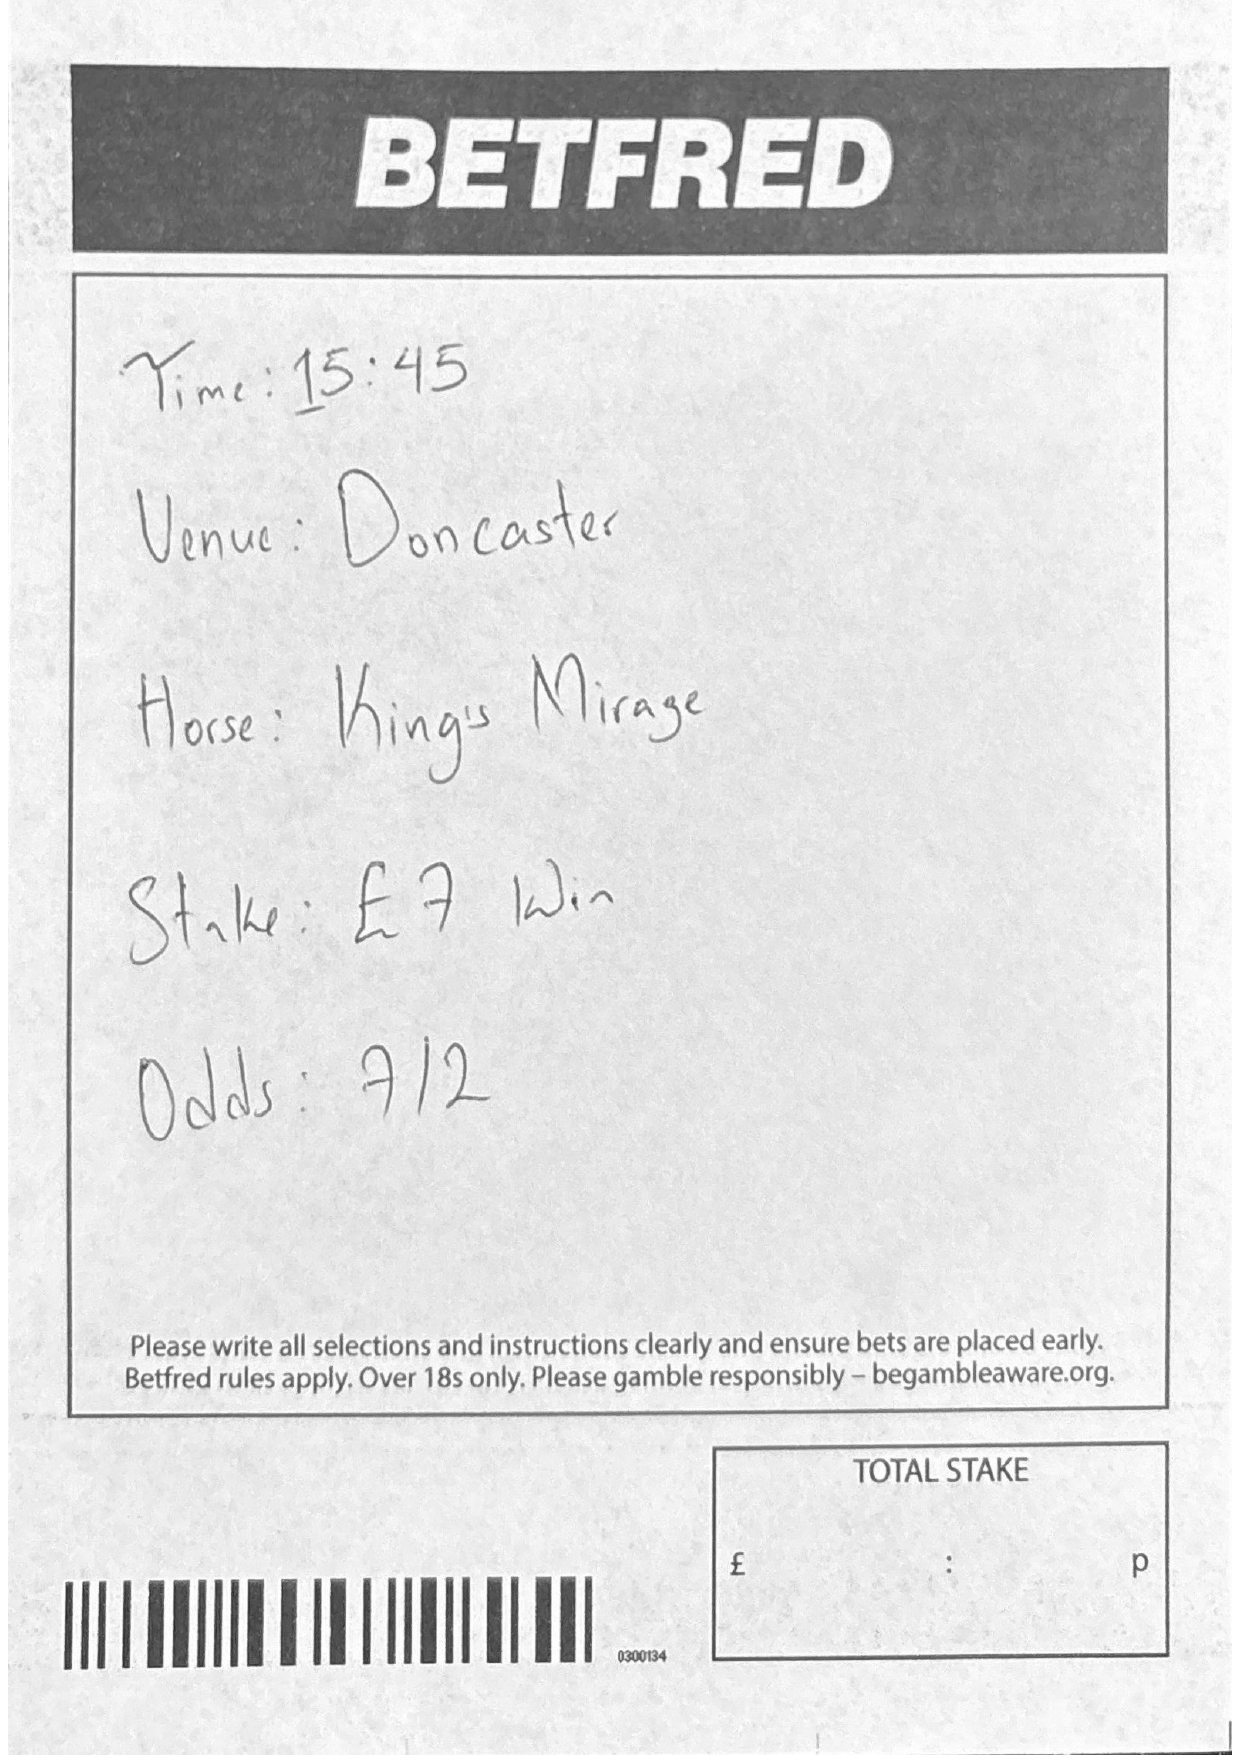 BETFRED
Time: 15:45
Venue: Doncaster
Horse: King's Mirage
Stake: £7 Win
Odds: 7/2
Please write all selections and instructions clearly and ensure bets are placed early.
Betfred rules apply. Over 18s only. Please gamble responsibly – begambleaware.org.
TOTAL STAKE
£ : p
0300134